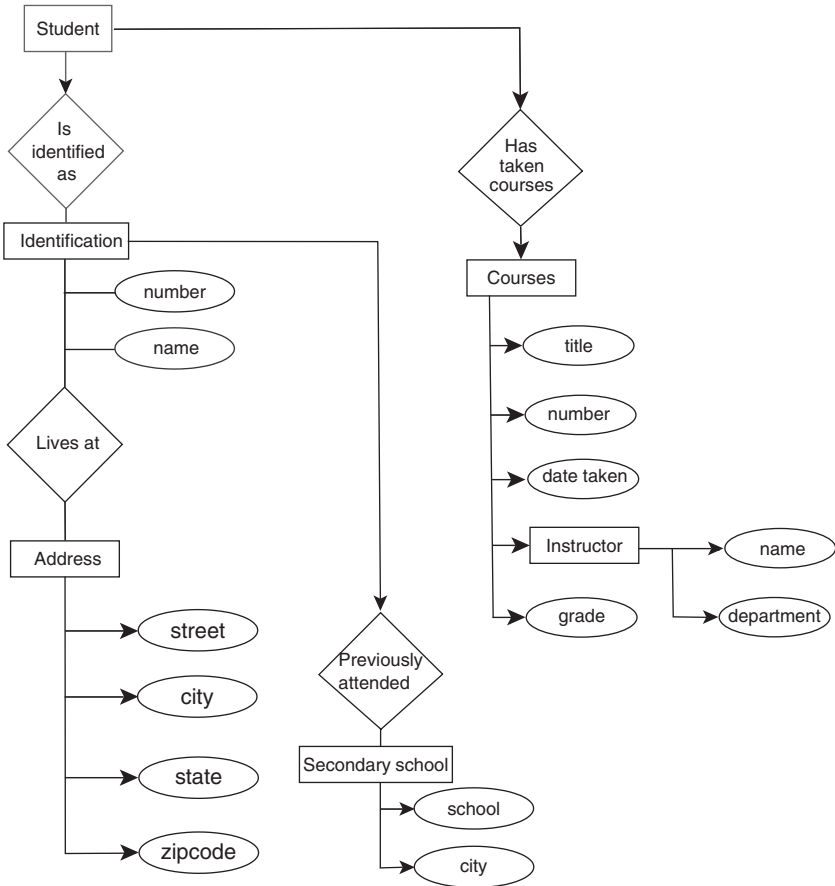 Student
Is
identified
as
Identification
number
name
Lives at
Address
street
city
state
zipcode
Previously
attended
Secondary school
school
city
Has
taken
courses
Courses
title
number
date taken
Instructor
name
department
grade